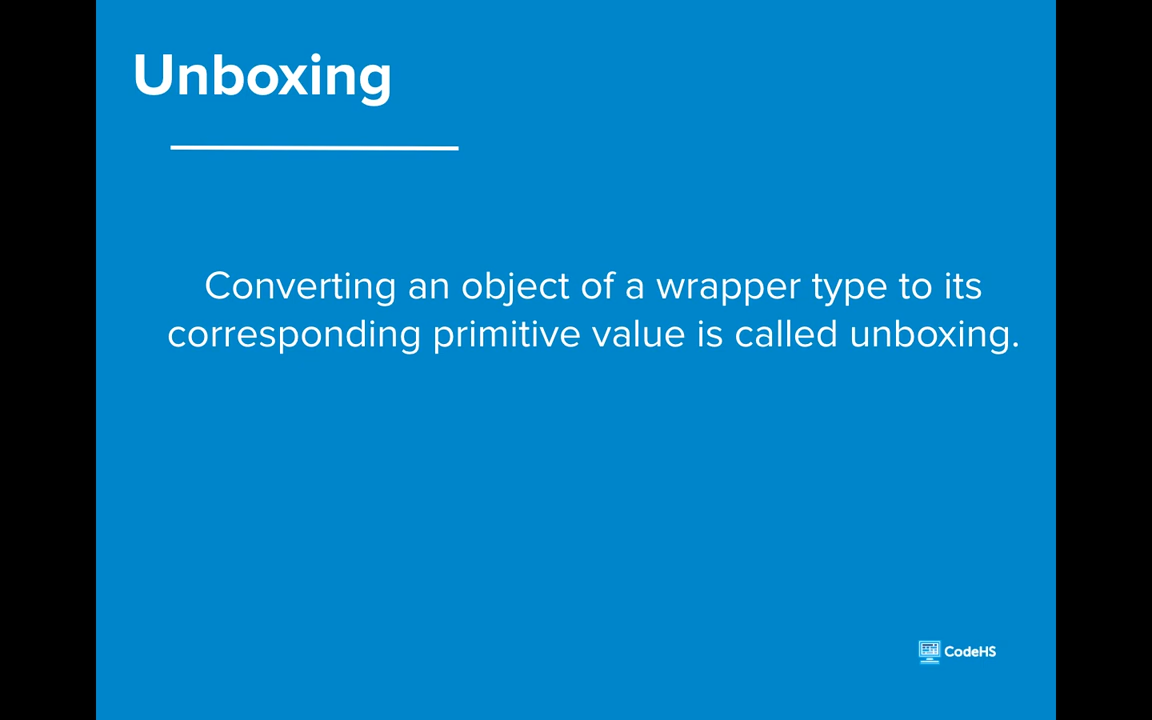 Unboxing
Converting an object of a wrapper type to its
corresponding primitive value is called unboxing.
CodeHS